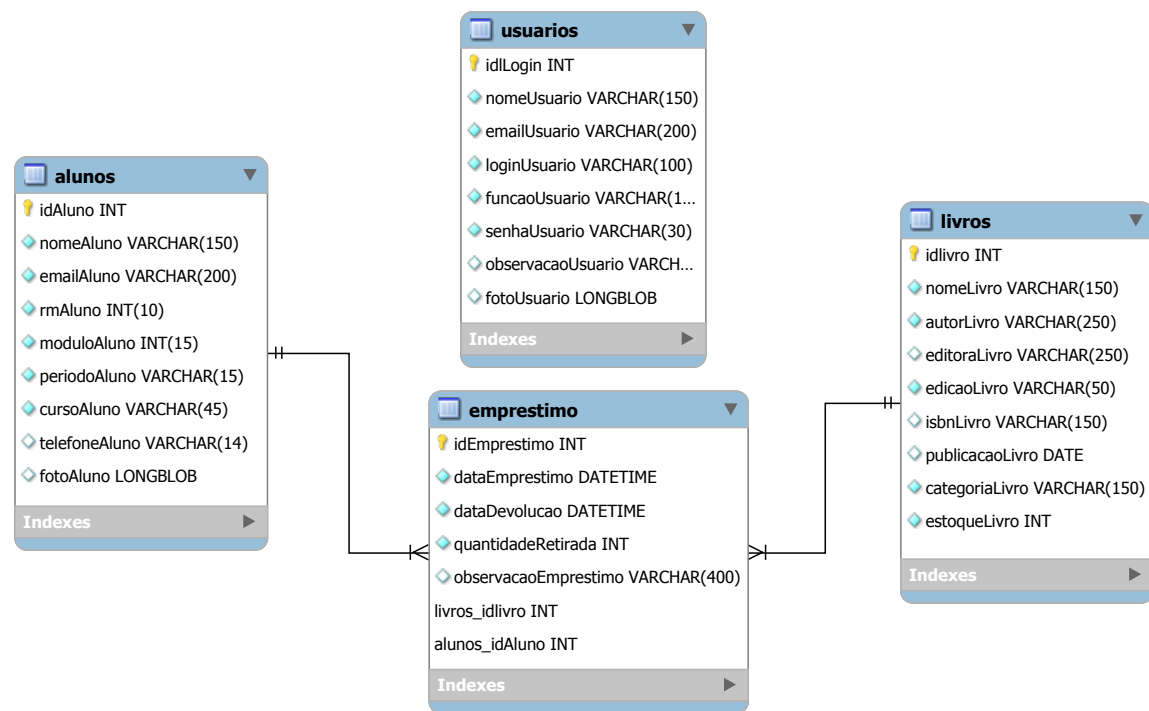 usuarios
idlLogin INT
nomeUsuario VARCHAR(150)
emailUsuario VARCHAR(200)
loginUsuario VARCHAR(100)
funcaoUsuario VARCHAR(1...
senhaUsuario VARCHAR(30)
observacaoUsuario VARCH...
fotoUsuario LONGBLOB
Indexes
alunos
idAluno INT
nomeAluno VARCHAR(150)
emailAluno VARCHAR(200)
rmAluno INT(10)
moduloAluno INT(15)
periodoAluno VARCHAR(15)
cursoAluno VARCHAR(45)
telefoneAluno VARCHAR(14)
fotoAluno LONGBLOB
Indexes
livros
idlivro INT
nomeLivro VARCHAR(150)
autorLivro VARCHAR(250)
editoraLivro VARCHAR(250)
edicaoLivro VARCHAR(50)
isbnLivro VARCHAR(150)
publicacaoLivro DATE
categoriaLivro VARCHAR(150)
estoqueLivro INT
Indexes
emprestimo
idEmprestimo INT
dataEmprestimo DATETIME
dataDevolucao DATETIME
quantidadeRetirada INT
observacaoEmprestimo VARCHAR(400)
livros_idlivro INT
alunos_idAluno INT
Indexes